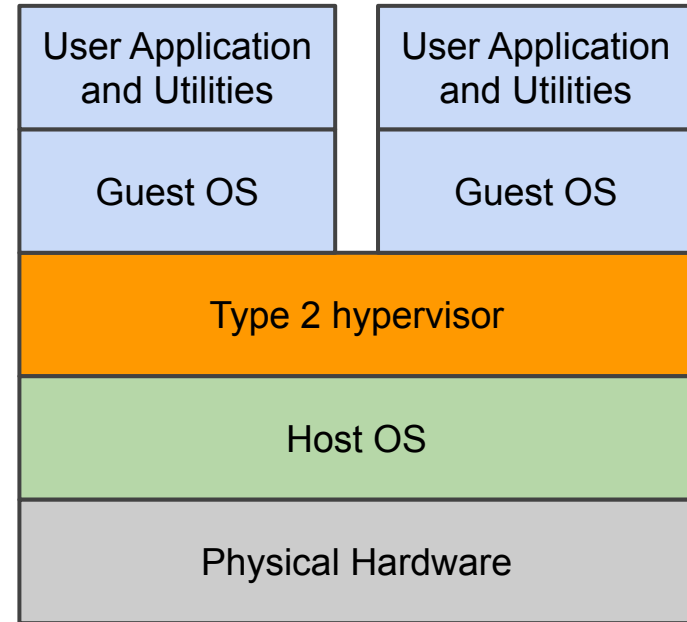 User Application
and Utilities
User Application
and Utilities
Guest OS
Guest OS
Type 2 hypervisor
Host OS
Physical Hardware